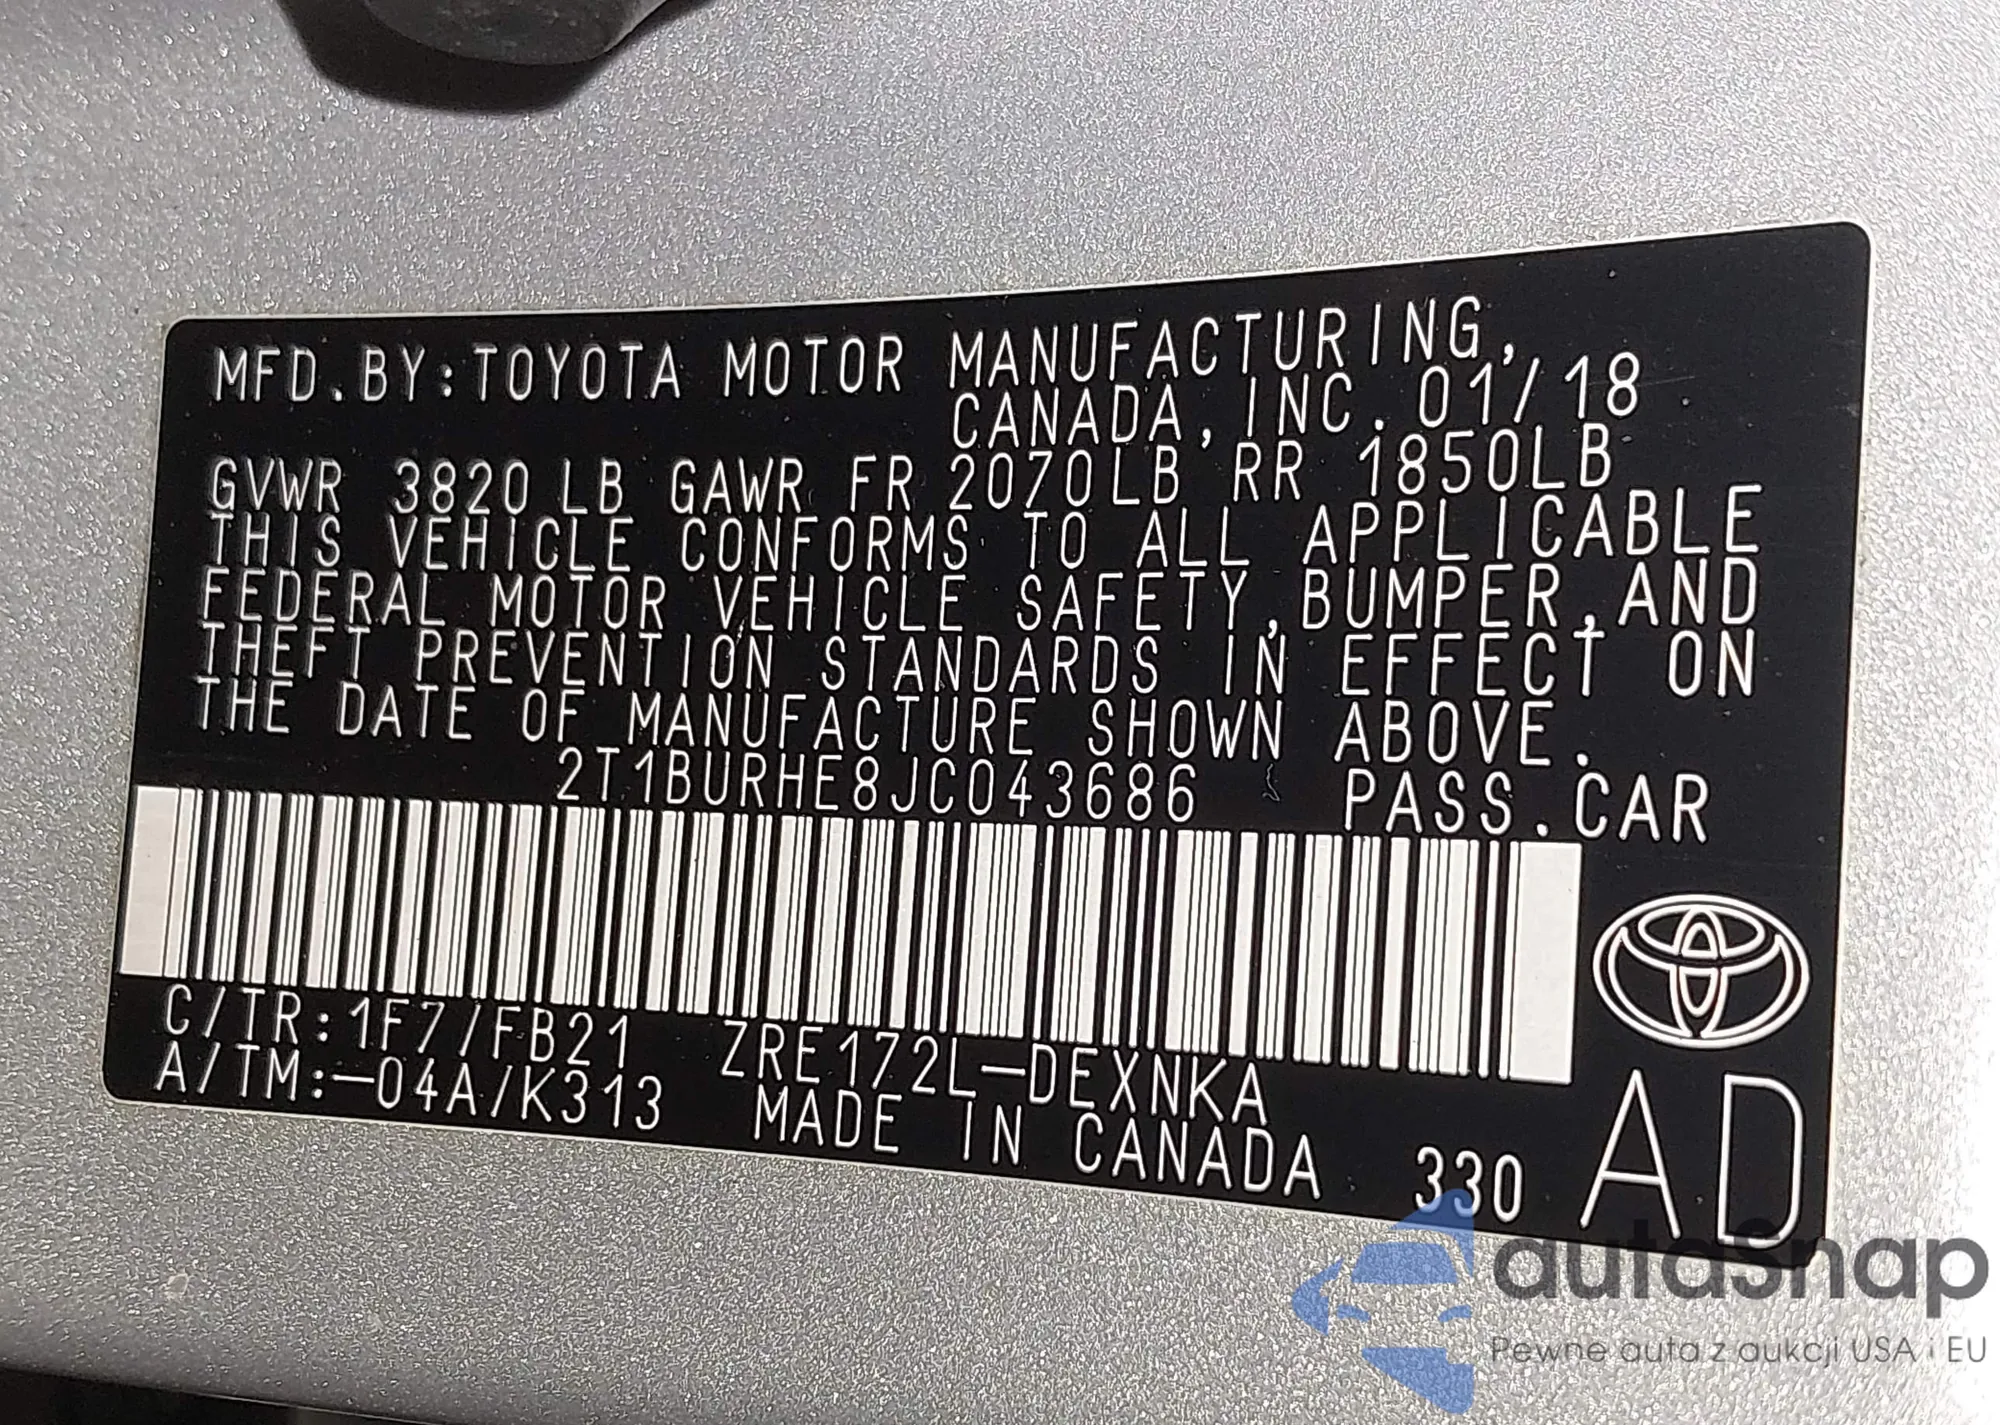 MFD.BY:TOYOTA MOTOR MANUFACTURING,
CANADA,INC.01/18
GVWR 3820LB GAWR FR 2070LB RR 1850LB
THIS VEHICLE CONFORMS TO ALL APPLICABLE
FEDERAL MOTOR VEHICLE SAFETY,BUMPER,AND
THEFT PREVENTION STANDARDS IN EFFECT ON
THE DATE OF MANUFACTURE SHOWN ABOVE.
2T1BURHE8JC043686 PASS.CAR
C/TR:1F7/FB21 ZRE172L-DEXNKA
A/TM:-04A/K313 MADE IN CANADA 330
AD
autaSnap
Pewne auta z aukcji USA i EU